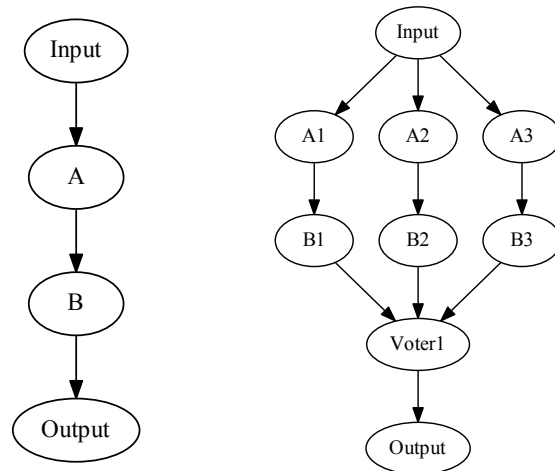 Input
A
B
Output
Input
A1 A2 A3
B1 B2 B3
Voter1
Output